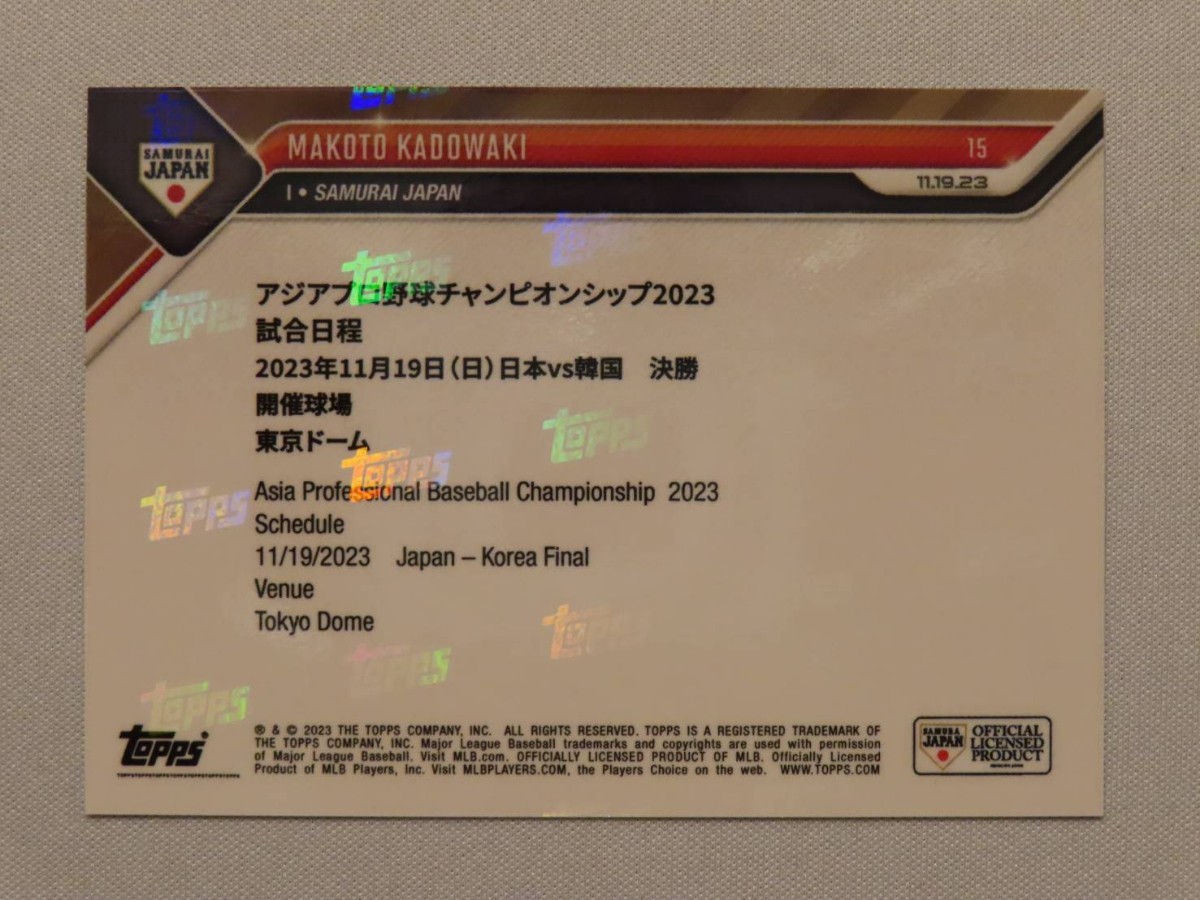 SAMURAI
JAPAN
MAKOTO KADOWAKI
15
I • SAMURAI JAPAN
11.19.23
アジアプロ野球チャンピオンシップ2023
試合日程
2023年11月19日(日)日本vs韓国 決勝
開催球場
東京ドーム
Asia Professional Baseball Championship 2023
Schedule
11/19/2023 Japan – Korea Final
Venue
Tokyo Dome
topps
® & © 2023 THE TOPPS COMPANY, INC. ALL RIGHTS RESERVED. TOPPS IS A REGISTERED TRADEMARK OF
THE TOPPS COMPANY, INC. Major League Baseball trademarks and copyrights are used with permission
of Major League Baseball. Visit MLB.com. OFFICIALLY LICENSED PRODUCT OF MLB. Officially Licensed
Product of MLB Players, Inc. Visit MLBPLAYERS.COM, the Players Choice on the web. WWW.TOPPS.COM
SAMURAI
JAPAN
OFFICIAL
LICENSED
PRODUCT